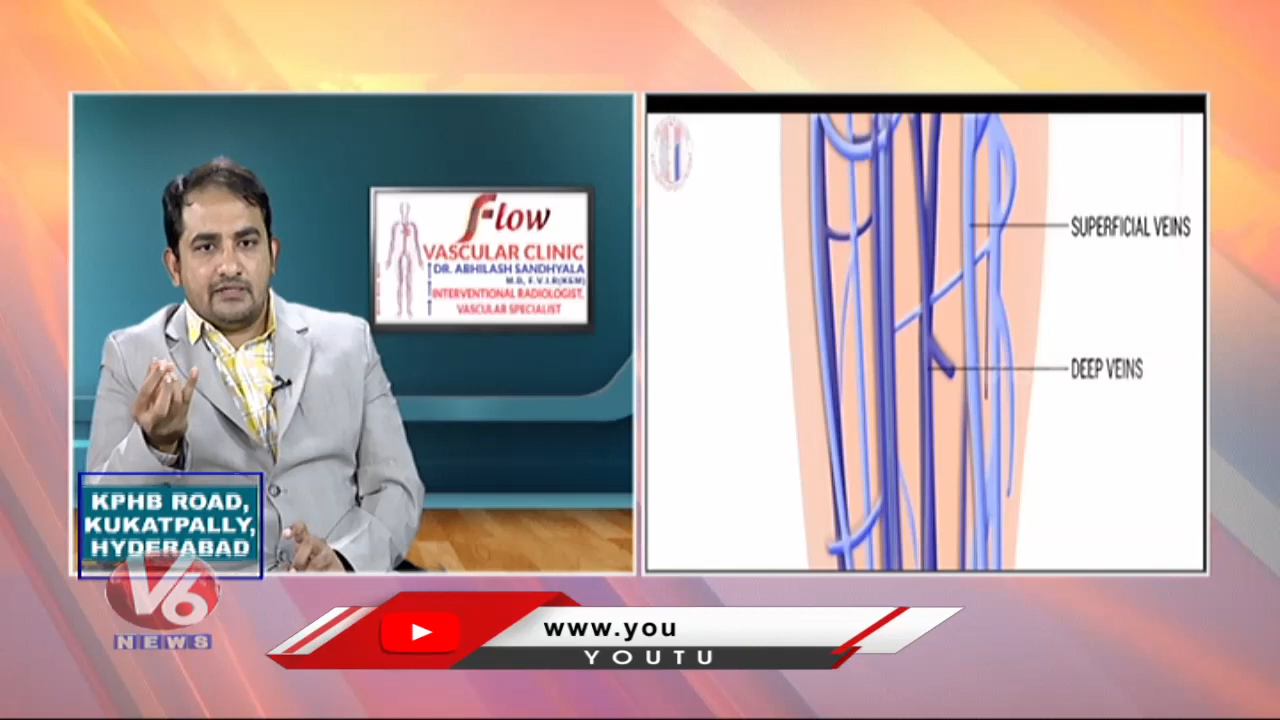 Flow
VASCULAR CLINIC
DR. ABHILASH SANDHYALA
M.D, F.V.I.R(KEM)
INTERVENTIONAL RADIOLOGIST,
VASCULAR SPECIALIST
SUPERFICIAL VEINS
DEEP VEINS
KPHB ROAD,
KUKATPALLY,
HYDERABAD
V6
NEWS
www.you
YOUTU